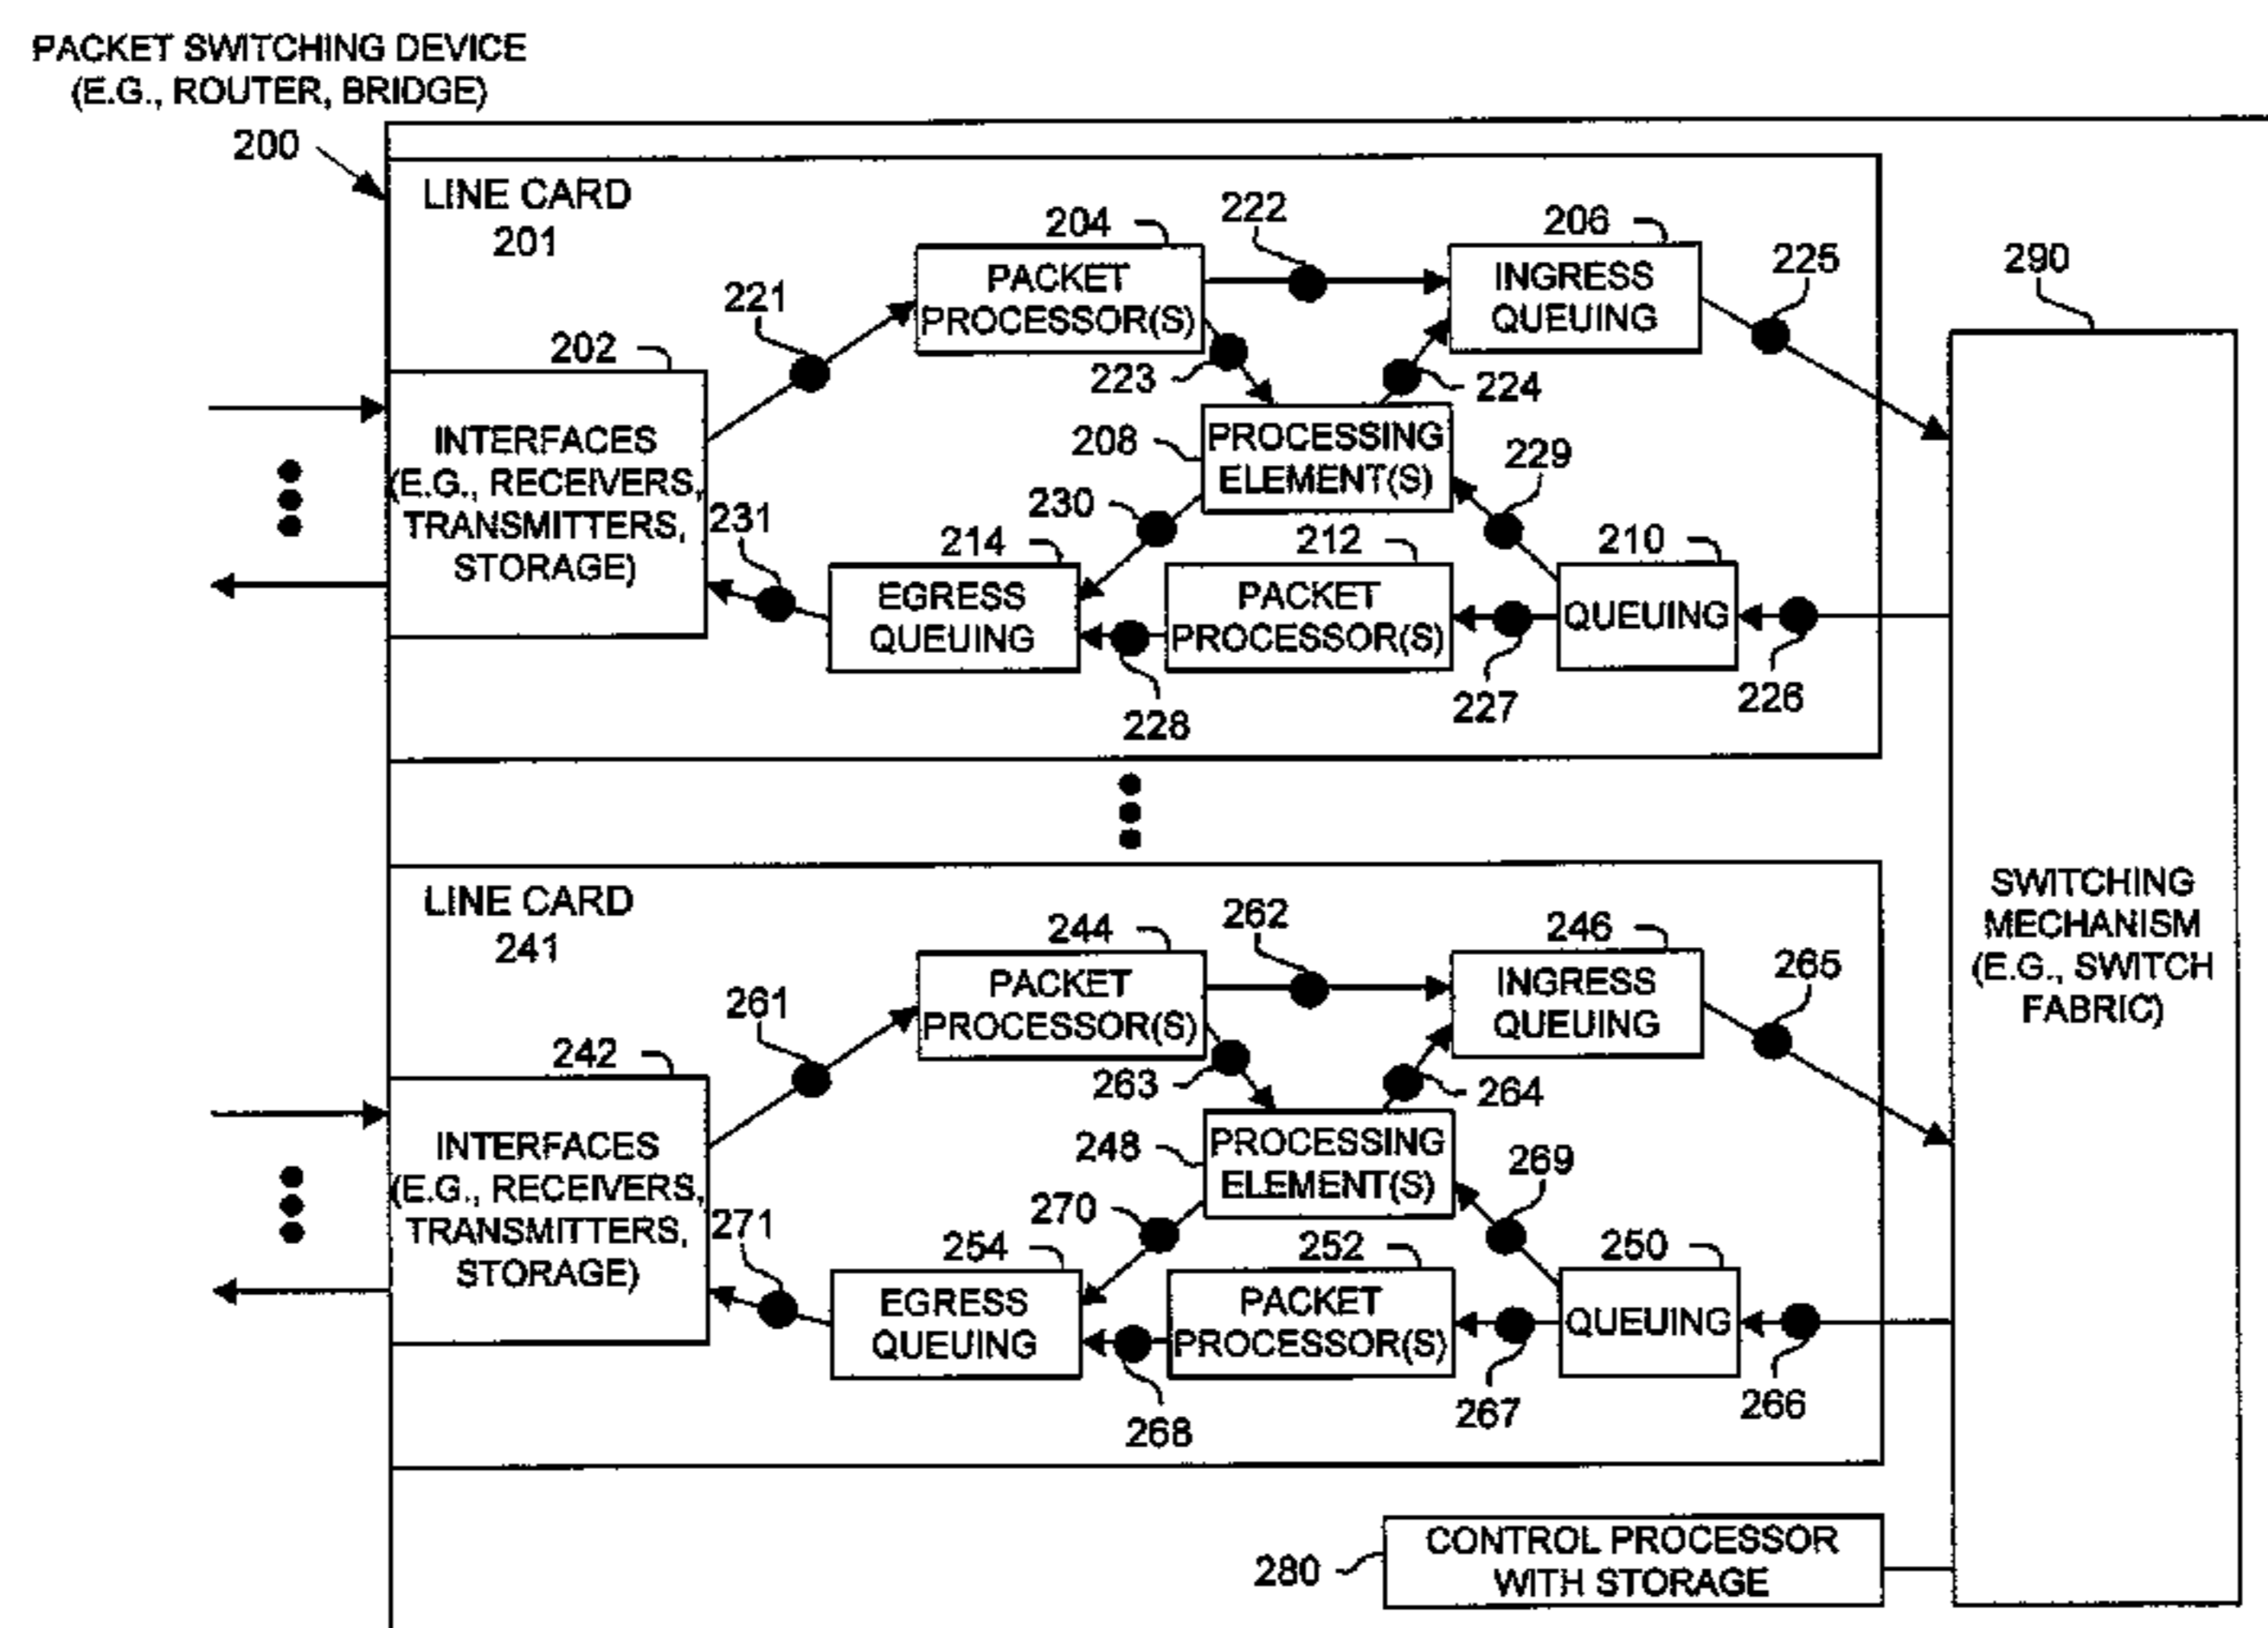 PACKET SWITCHING DEVICE
(E.G., ROUTER, BRIDGE)
200
LINE CARD
201
204
222
206
225
290
PACKET
PROCESSOR(S)
INGRESS
QUEUING
221
202
223
224
INTERFACES
(E.G., RECEIVERS,
TRANSMITTERS,
STORAGE)
208
PROCESSING
ELEMENT(S)
229
230
231
214
212
210
EGRESS
QUEUING
PACKET
PROCESSOR(S)
QUEUING
228
227
226
SWITCHING
MECHANISM
(E.G., SWITCH
FABRIC)
LINE CARD
241
244
262
246
265
PACKET
PROCESSOR(S)
INGRESS
QUEUING
261
242
263
264
INTERFACES
(E.G., RECEIVERS,
TRANSMITTERS,
STORAGE)
248
PROCESSING
ELEMENT(S)
269
270
271
254
252
250
EGRESS
QUEUING
PACKET
PROCESSOR(S)
QUEUING
268
267
266
280
CONTROL PROCESSOR
WITH STORAGE